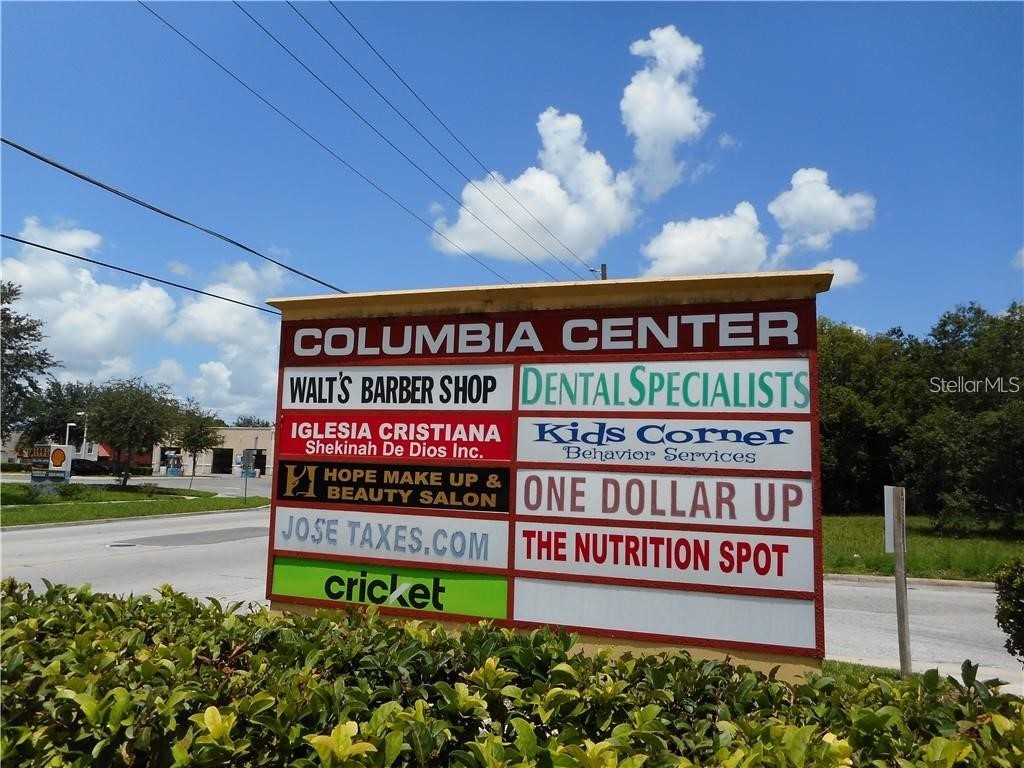 COLUMBIA CENTER
WALT'S BARBER SHOP
DENTAL SPECIALISTS
IGLESIA CRISTIANA
Shekinah De Dios Inc.
Kids Corner
Behavior Services
H HOPE MAKE UP &
BEAUTY SALON
ONE DOLLAR UP
JOSE TAXES.COM
THE NUTRITION SPOT
cricket
StellarMLS